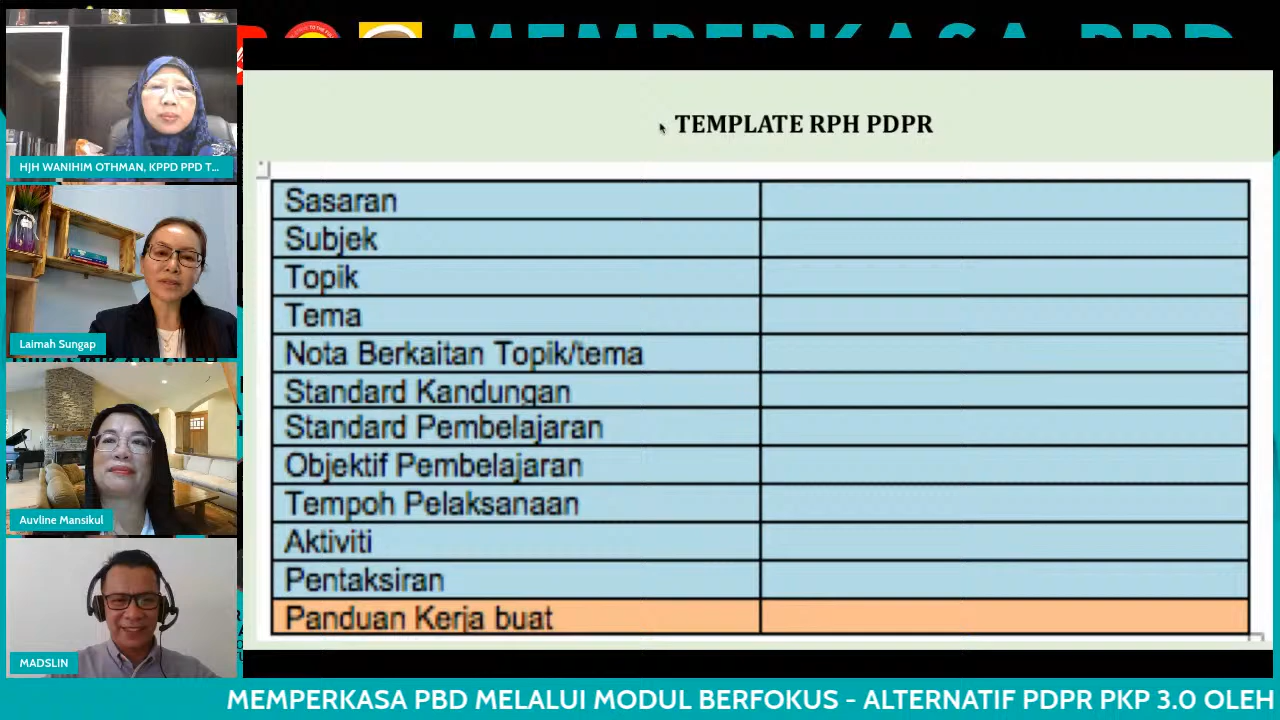 MEMPERKASA PBD
HJH WANIHIM OTHMAN, KPPD PPD T...
Laimah Sungap
Auvline Mansikul
MADSLIN
TEMPLATE RPH PDPR
Sasaran
Subjek
Topik
Tema
Nota Berkaitan Topik/tema
Standard Kandungan
Standard Pembelajaran
Objektif Pembelajaran
Tempoh Pelaksanaan
Aktiviti
Pentaksiran
Panduan Kerja buat
MEMPERKASA PBD MELALUI MODUL BERFOKUS - ALTERNATIF PDPR PKP 3.0 OLEH